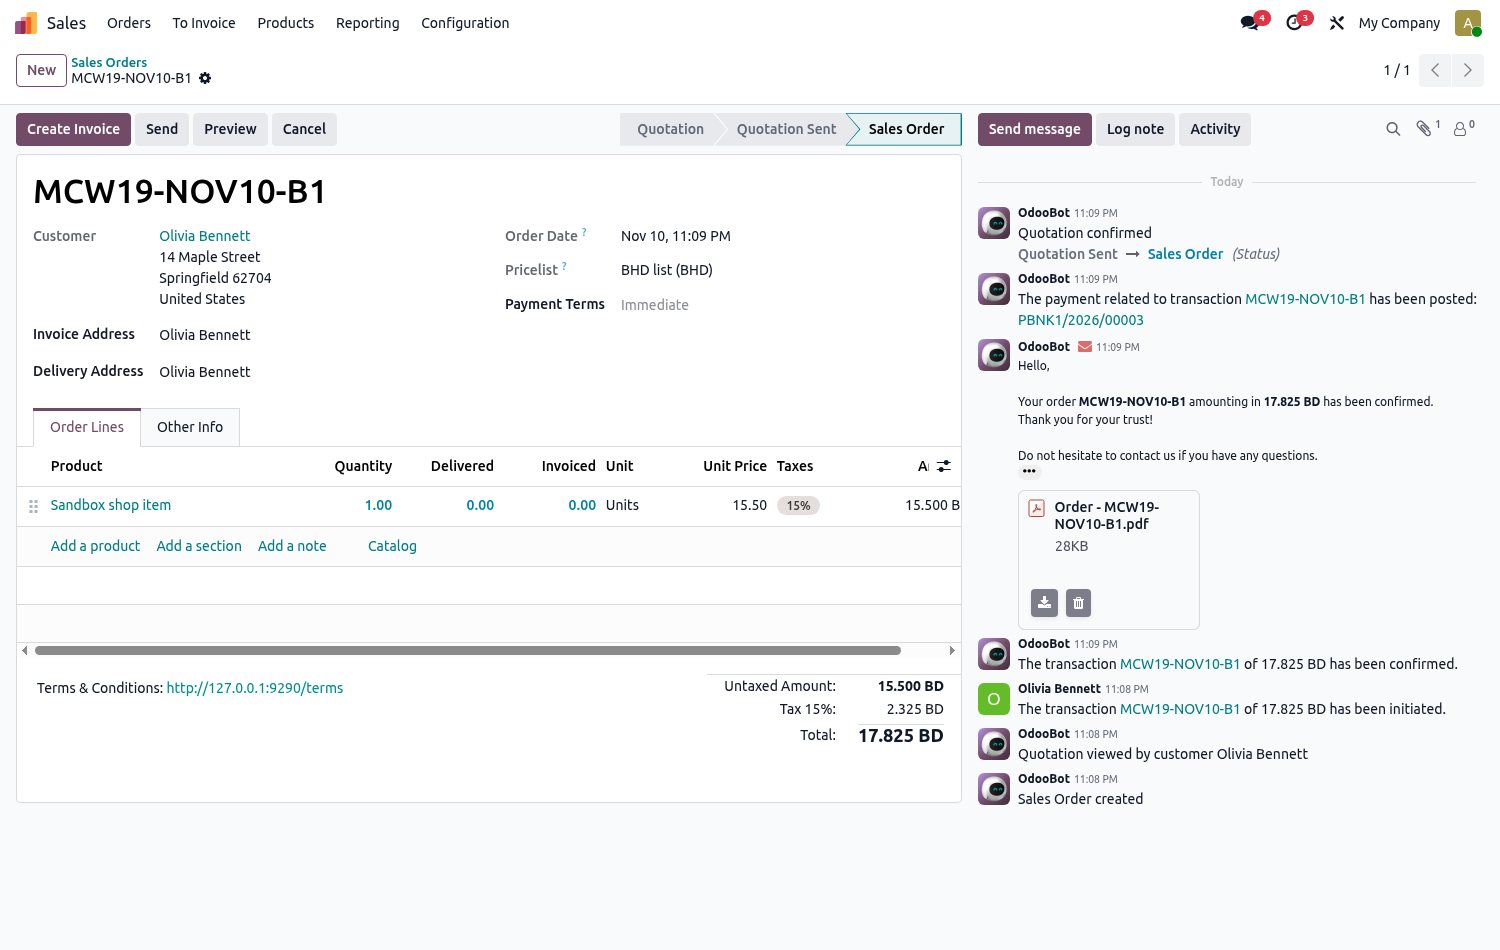 Sales Orders To Invoice Products Reporting Configuration 4 3 My Company A
New Sales Orders
MCW19-NOV10-B1
1 / 1
Create Invoice Send Preview Cancel Quotation Quotation Sent Sales Order
MCW19-NOV10-B1
Customer Olivia Bennett
14 Maple Street
Springfield 62704
United States
Invoice Address Olivia Bennett
Delivery Address Olivia Bennett
Order Date ? Nov 10, 11:09 PM
Pricelist ? BHD list (BHD)
Payment Terms Immediate
Order Lines Other Info
Product Quantity Delivered Invoiced Unit Unit Price Taxes
Sandbox shop item 1.00 0.00 0.00 Units 15.50 15% 15.500 B
Add a product Add a section Add a note Catalog
Terms & Conditions: http://127.0.0.1:9290/terms
Untaxed Amount: 15.500 BD
Tax 15%: 2.325 BD
Total: 17.825 BD
Send message Log note Activity 1 0
Today
OdooBot 11:09 PM
Quotation confirmed
Quotation Sent → Sales Order (Status)
OdooBot 11:09 PM
The payment related to transaction MCW19-NOV10-B1 has been posted:
PBNK1/2026/00003
OdooBot 11:09 PM
Hello,
Your order MCW19-NOV10-B1 amounting in 17.825 BD has been confirmed.
Thank you for your trust!
Do not hesitate to contact us if you have any questions.
•••
Order - MCW19-
NOV10-B1.pdf
28KB
OdooBot 11:09 PM
The transaction MCW19-NOV10-B1 of 17.825 BD has been confirmed.
O Olivia Bennett 11:08 PM
The transaction MCW19-NOV10-B1 of 17.825 BD has been initiated.
OdooBot 11:08 PM
Quotation viewed by customer Olivia Bennett
OdooBot 11:08 PM
Sales Order created